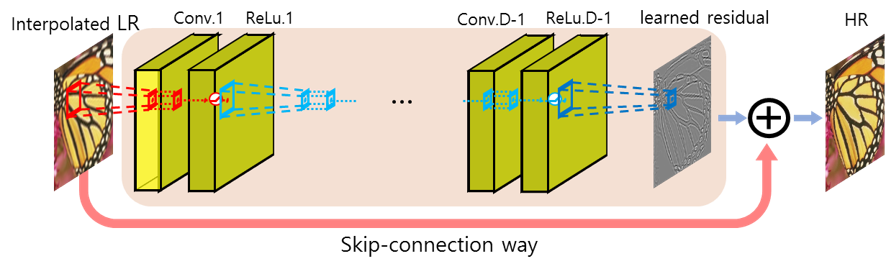 Interpolated LR
Conv.1
ReLu.1
...
Conv.D-1
ReLu.D-1
learned residual
HR
Skip-connection way